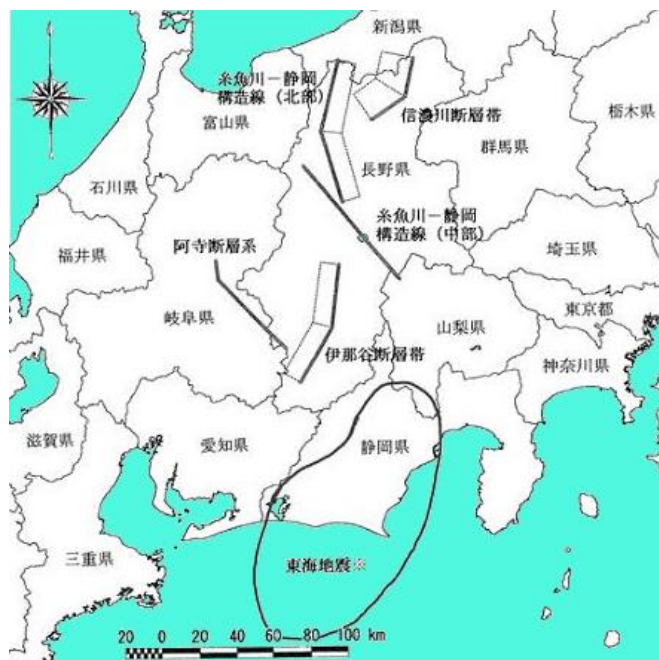 新潟県
糸魚川－静岡
構造線（北部）
栃木県
信濃川断層帯
富山県
群馬県
長野県
石川県
糸魚川－静岡
構造線（中部）
阿寺断層系
福井県
埼玉県
東京都
岐阜県
山梨県
伊那谷断層帯
神奈川県
滋賀県
愛知県
静岡県
三重県
東海地震※
20 0 20 40 60 80 100 km